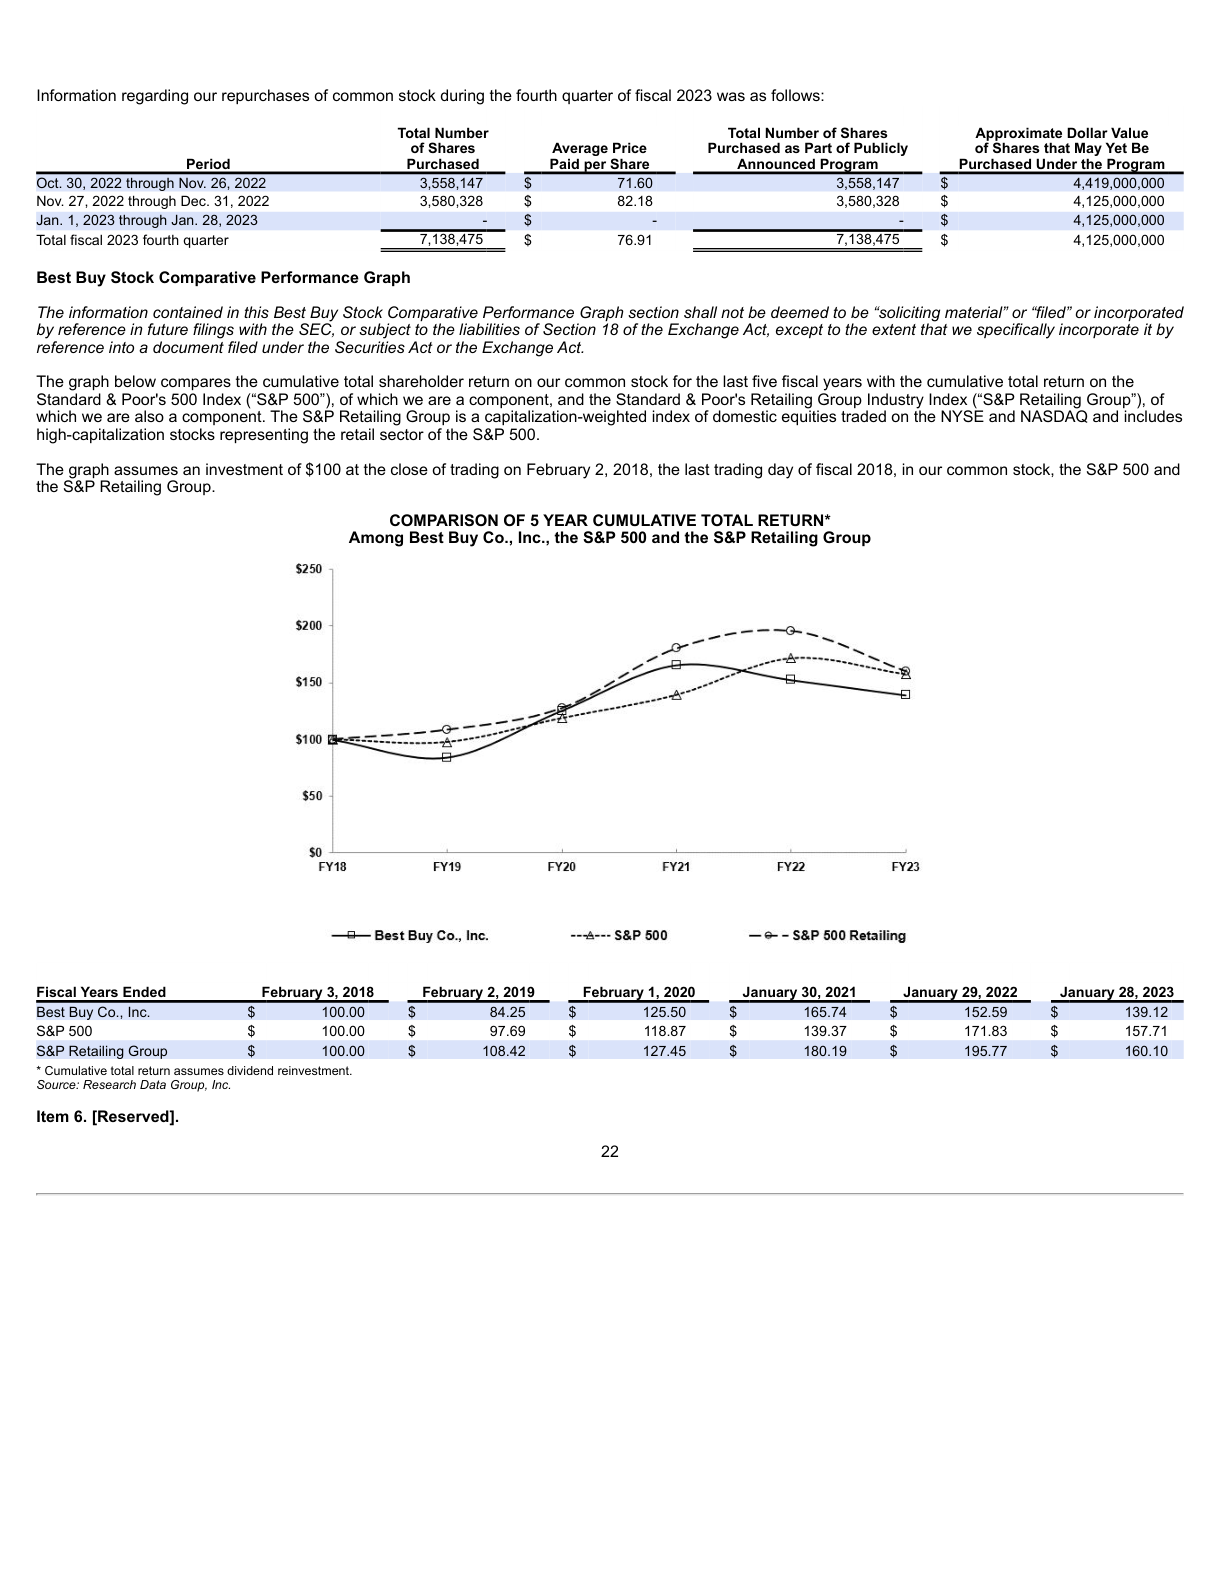 Information regarding our repurchases of common stock during the fourth quarter of fiscal 2023 was as follows:
Period Total Number of Shares Purchased Average Price Paid per Share Total Number of Shares Purchased as Part of Publicly Announced Program Approximate Dollar Value of Shares that May Yet Be Purchased Under the Program
Oct. 30, 2022 through Nov. 26, 2022 3,558,147 $ 71.60 3,558,147 $ 4,419,000,000
Nov. 27, 2022 through Dec. 31, 2022 3,580,328 $ 82.18 3,580,328 $ 4,125,000,000
Jan. 1, 2023 through Jan. 28, 2023 - $ - - $ 4,125,000,000
Total fiscal 2023 fourth quarter 7,138,475 $ 76.91 7,138,475 $ 4,125,000,000
Best Buy Stock Comparative Performance Graph
The information contained in this Best Buy Stock Comparative Performance Graph section shall not be deemed to be “soliciting material” or “filed” or incorporated
by reference in future filings with the SEC, or subject to the liabilities of Section 18 of the Exchange Act, except to the extent that we specifically incorporate it by
reference into a document filed under the Securities Act or the Exchange Act.
The graph below compares the cumulative total shareholder return on our common stock for the last five fiscal years with the cumulative total return on the
Standard & Poor's 500 Index (“S&P 500”), of which we are a component, and the Standard & Poor's Retailing Group Industry Index (“S&P Retailing Group”), of
which we are also a component. The S&P Retailing Group is a capitalization-weighted index of domestic equities traded on the NYSE and NASDAQ and includes
high-capitalization stocks representing the retail sector of the S&P 500.
The graph assumes an investment of $100 at the close of trading on February 2, 2018, the last trading day of fiscal 2018, in our common stock, the S&P 500 and
the S&P Retailing Group.
COMPARISON OF 5 YEAR CUMULATIVE TOTAL RETURN*
Among Best Buy Co., Inc., the S&P 500 and the S&P Retailing Group
$250
$200
$150
$100
$50
$0
FY18 FY19 FY20 FY21 FY22 FY23
Best Buy Co., Inc. S&P 500 S&P 500 Retailing
Fiscal Years Ended February 3, 2018 February 2, 2019 February 1, 2020 January 30, 2021 January 29, 2022 January 28, 2023
Best Buy Co., Inc. $ 100.00 $ 84.25 $ 125.50 $ 165.74 $ 152.59 $ 139.12
S&P 500 $ 100.00 $ 97.69 $ 118.87 $ 139.37 $ 171.83 $ 157.71
S&P Retailing Group $ 100.00 $ 108.42 $ 127.45 $ 180.19 $ 195.77 $ 160.10
* Cumulative total return assumes dividend reinvestment.
Source: Research Data Group, Inc.
Item 6. [Reserved].
22